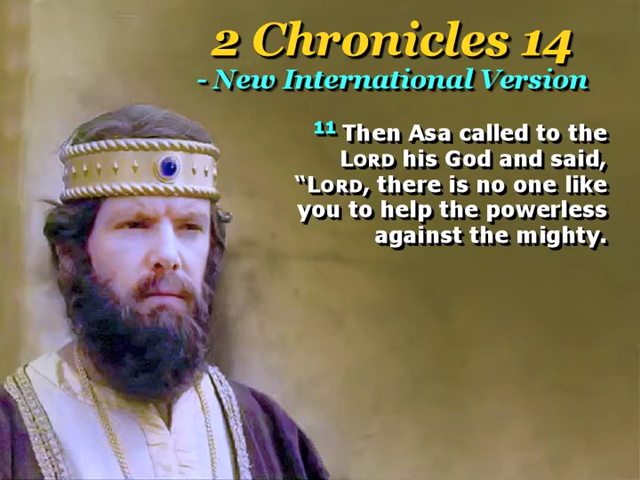 2 Chronicles 14
- New International Version
11 Then Asa called to the
LORD his God and said,
“LORD, there is no one like
you to help the powerless
against the mighty.